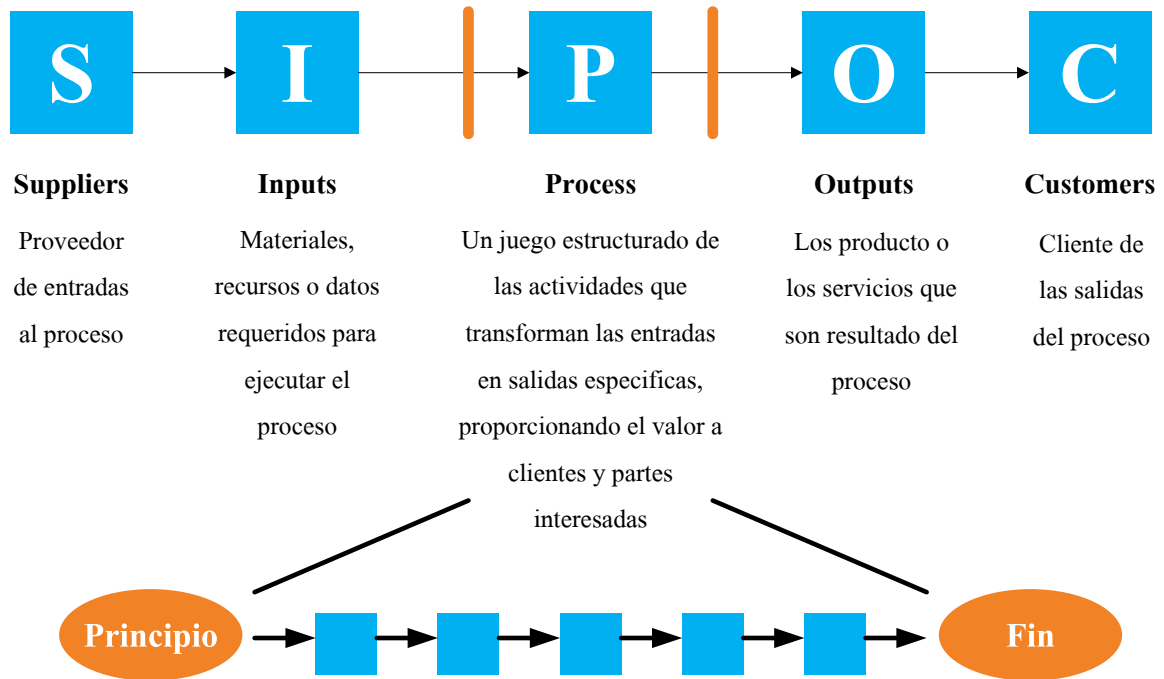 S I P O C
Suppliers
Proveedor
de entradas
al proceso
Inputs
Materiales,
recursos o datos
requeridos para
ejecutar el
proceso
Process
Un juego estructurado de
las actividades que
transforman las entradas
en salidas especificas,
proporcionando el valor a
clientes y partes
interesadas
Outputs
Los producto o
los servicios que
son resultado del
proceso
Customers
Cliente de
las salidas
del proceso
Principio
Fin